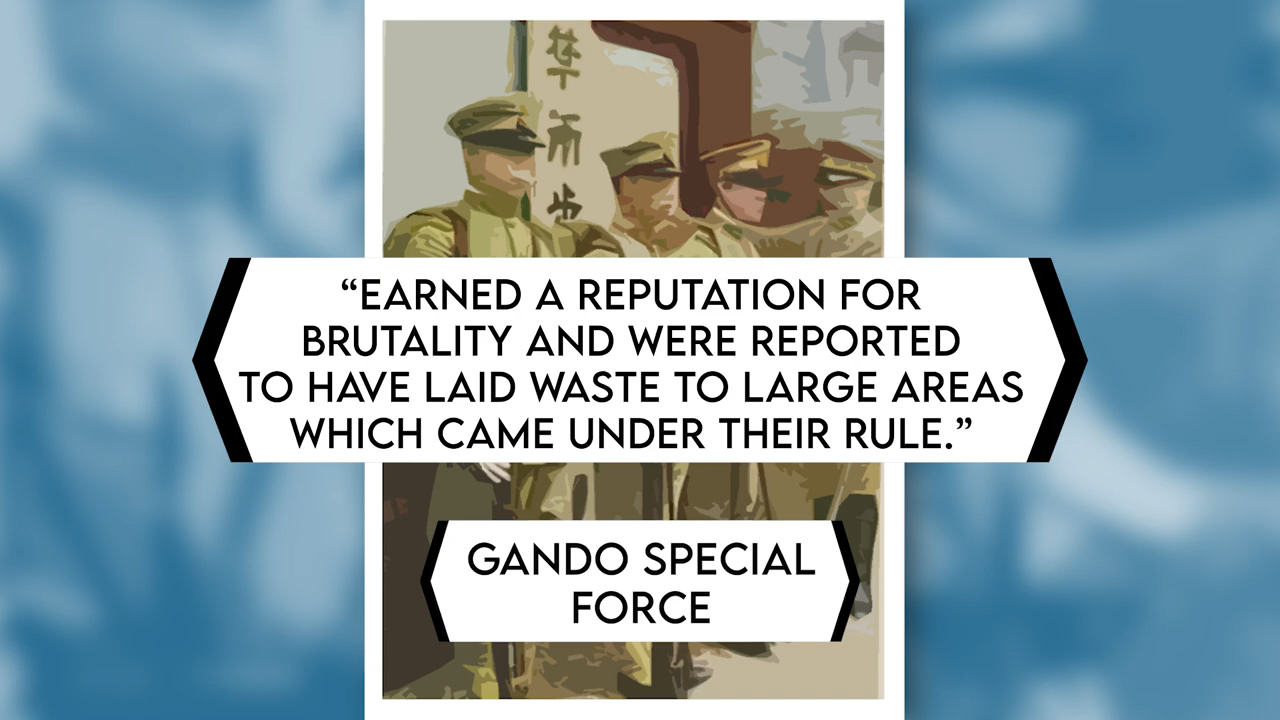 “EARNED A REPUTATION FOR
BRUTALITY AND WERE REPORTED
TO HAVE LAID WASTE TO LARGE AREAS
WHICH CAME UNDER THEIR RULE.”
GANDO SPECIAL
FORCE